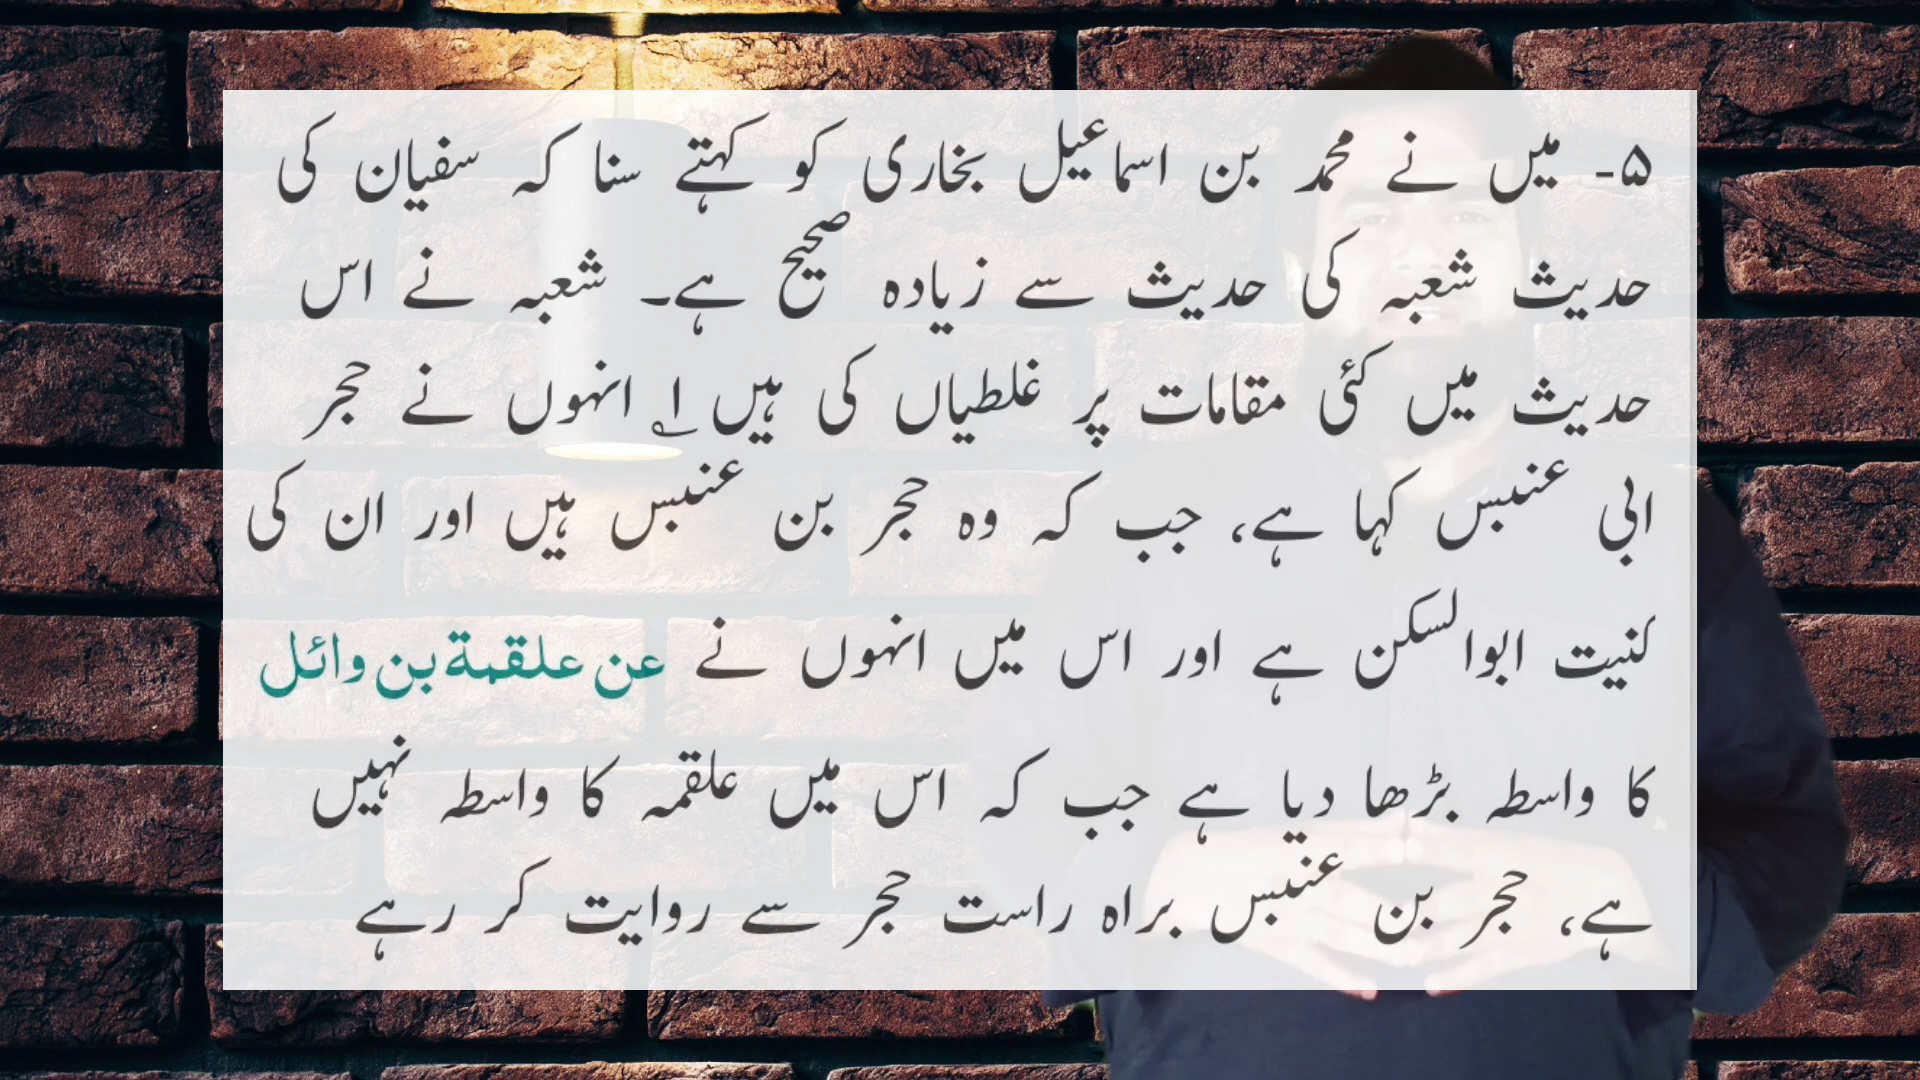 ۵- میں نے محمد بن اسماعیل بخاری کو کہتے سنا کہ سفیان کی
حدیث شعبہ کی حدیث سے زیادہ صحیح ہے۔ شعبہ نے اس
حدیث میں کئی مقامات پر غلطیاں کی ہیں ۱؎ انہوں نے حجر
ابی عنبس کہا ہے، جب کہ وہ حجر بن عنبس ہیں اور ان کی
کنیت ابوالسکن ہے اور اس میں انہوں نے عن علقمة بن وائل
کا واسطہ بڑھا دیا ہے جب کہ اس میں علقمہ کا واسطہ نہیں
ہے، حجر بن عنبس براہ راست حجر سے روایت کر رہے